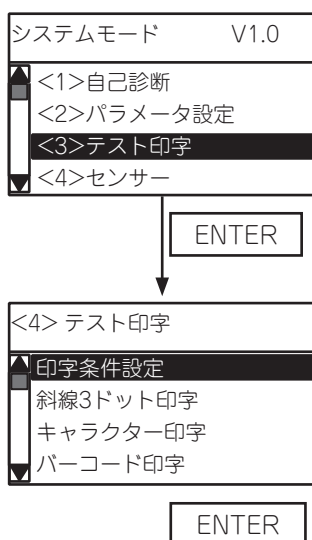 システムモード V1.0
<1>自己診断
<2>パラメータ設定
<3>テスト印字
<4>センサー
ENTER
<4> テスト印字
印字条件設定
斜線3ドット印字
キャラクター印字
バーコード印字
ENTER